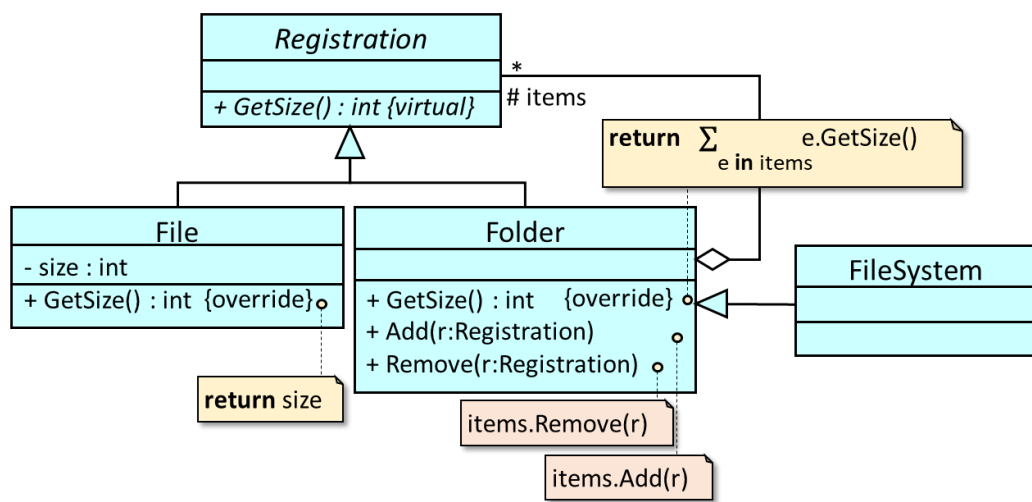 Registration
+ GetSize() : int {virtual}
*
# items
return Σ e.GetSize()
e in items
File
- size : int
+ GetSize() : int {override}
return size
Folder
+ GetSize() : int {override}
+ Add(r:Registration)
+ Remove(r:Registration)
FileSystem
items.Remove(r)
items.Add(r)